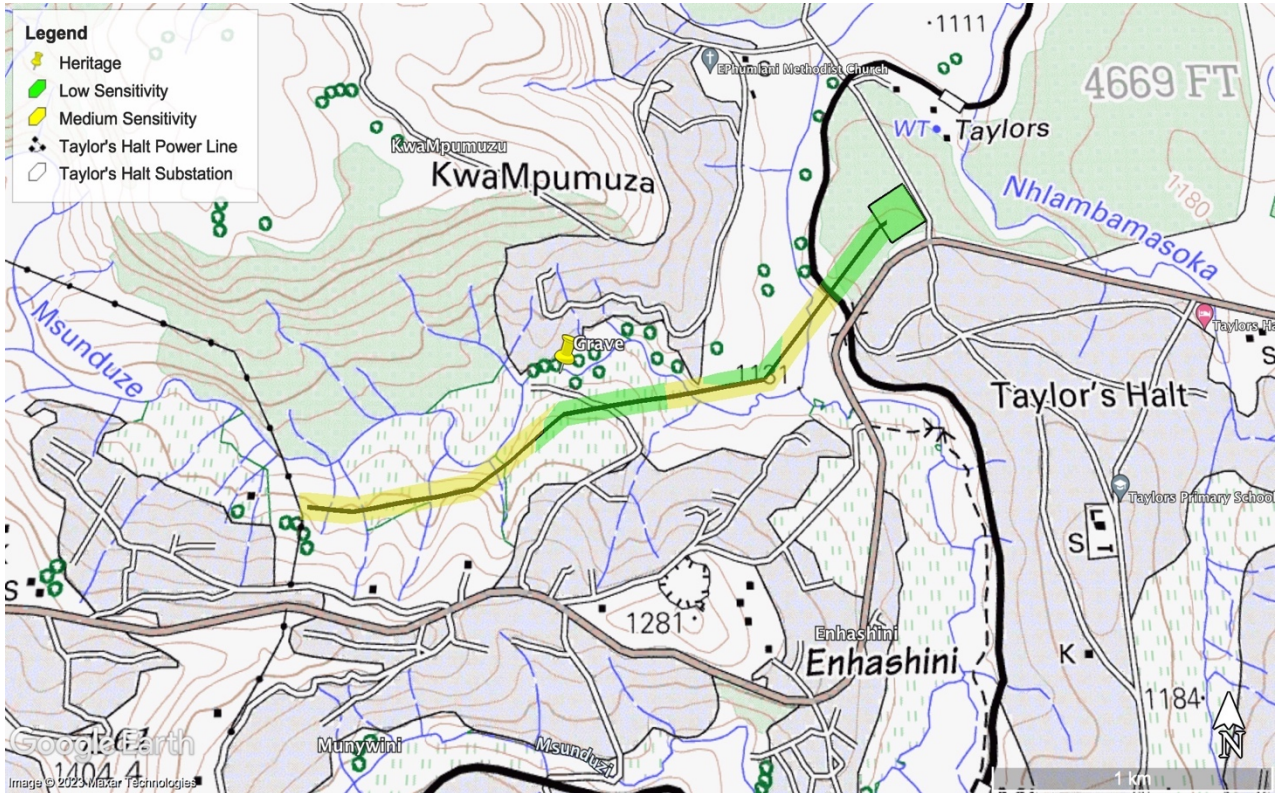 Legend
Heritage
Low Sensitivity
Medium Sensitivity
Taylor's Halt Power Line
Taylor's Halt Substation
1111
EPhumlani Methodist Church
S
4669 FT
WT
Taylors
KwaMpumuzu
KwaMpumuza
Nhlambamasoka
1180
Msunduze
Grave
Taylors Ha
S
1131
Taylor's Halt
Taylors Primary School
S
S
1281
Enhashini
Enhashini
K
1184
Munywini
Msunduzi
Google Earth
1404.4
N
Image © 2023 Maxar Technologies
1 km